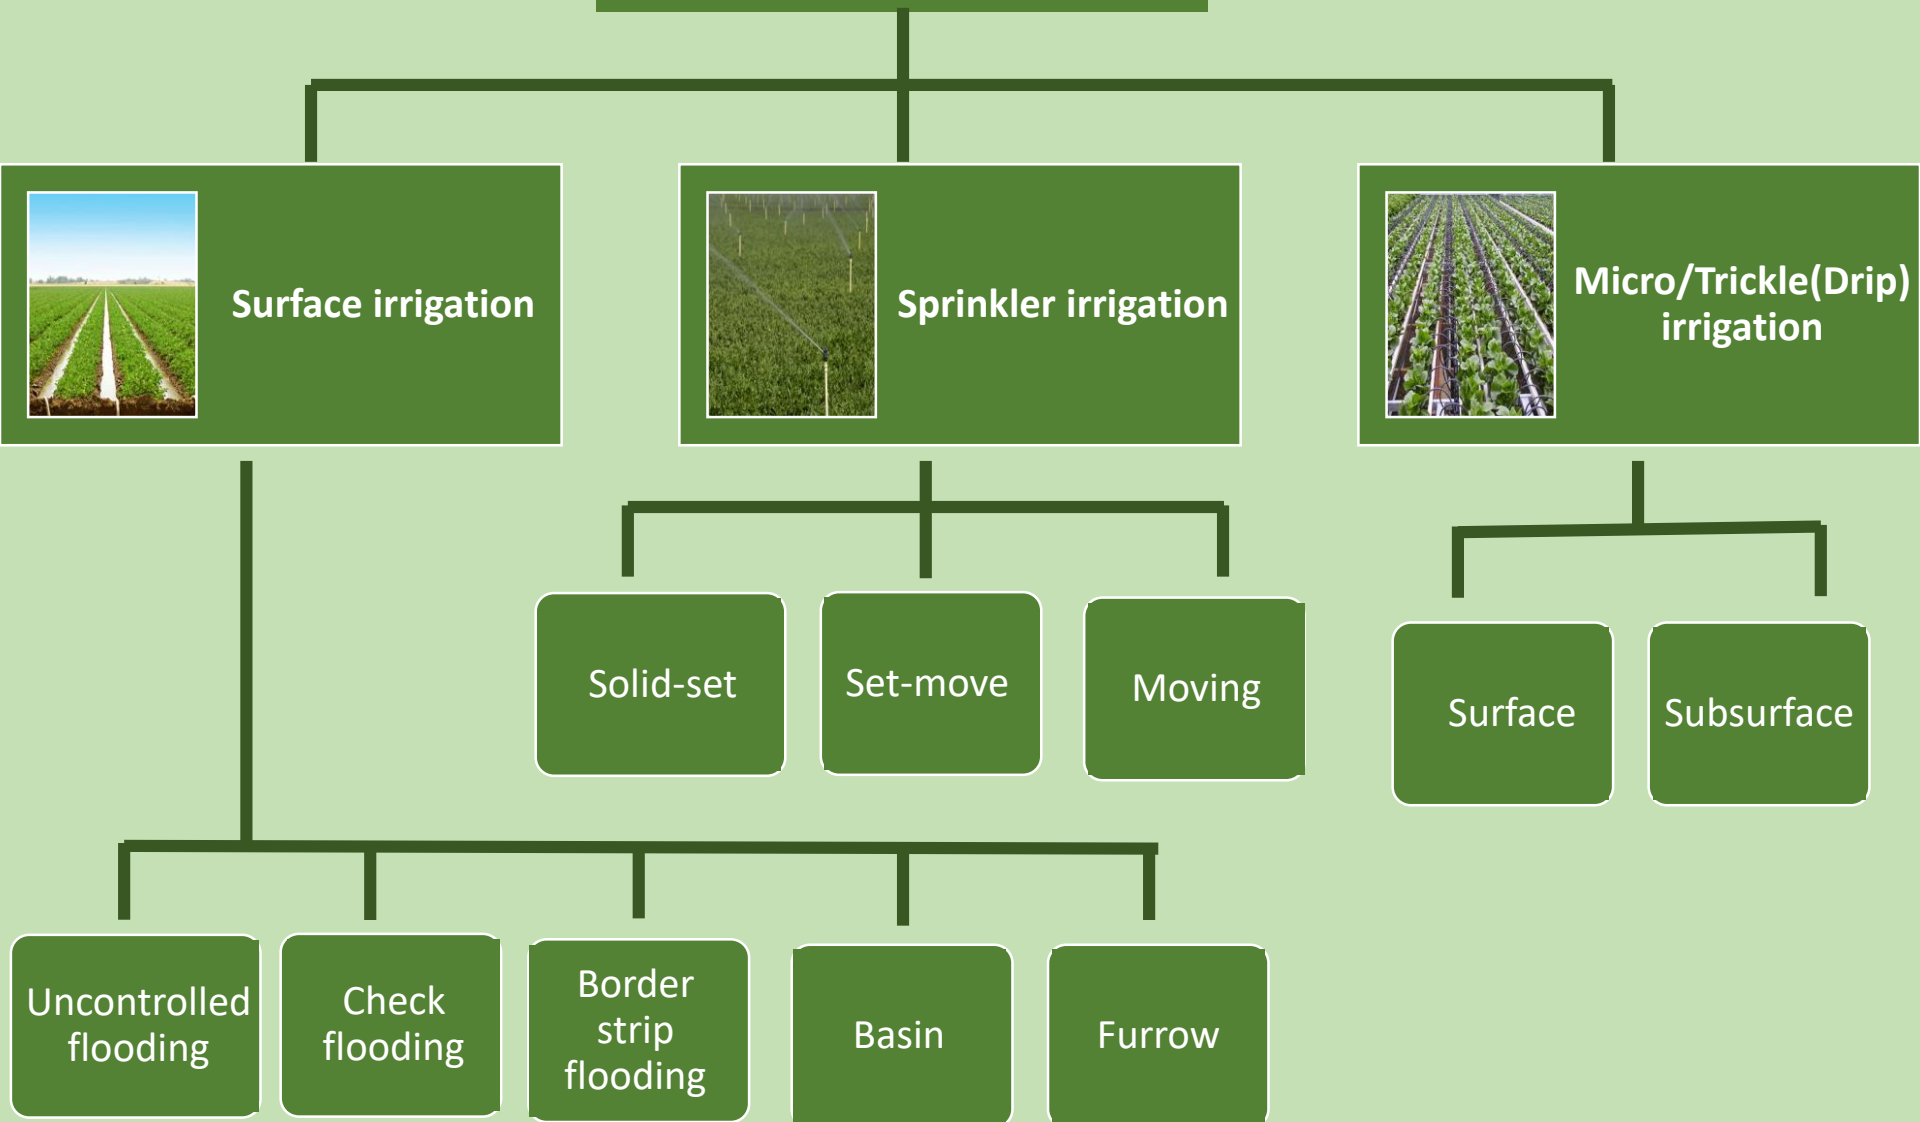 Surface irrigation
Sprinkler irrigation
Micro/Trickle(Drip)
irrigation
Solid-set
Set-move
Moving
Surface
Subsurface
Uncontrolled
flooding
Check
flooding
Border
strip
flooding
Basin
Furrow